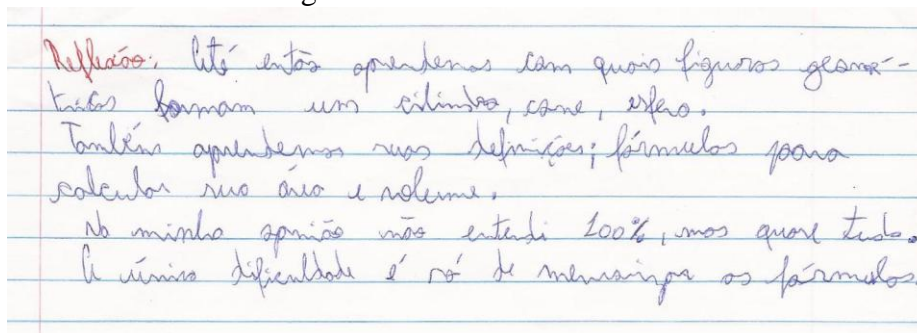 Reflexão: Até então aprendemos com quais figuras geomé-
tricas formam um cilindro, cone, esfera.
Também aprendemos suas definições; fórmulas para
calcular sua área e volume.
Na minha opinião não entendi 100%, mas quase tudo.
A única dificuldade é só de memorizar as fórmulas.